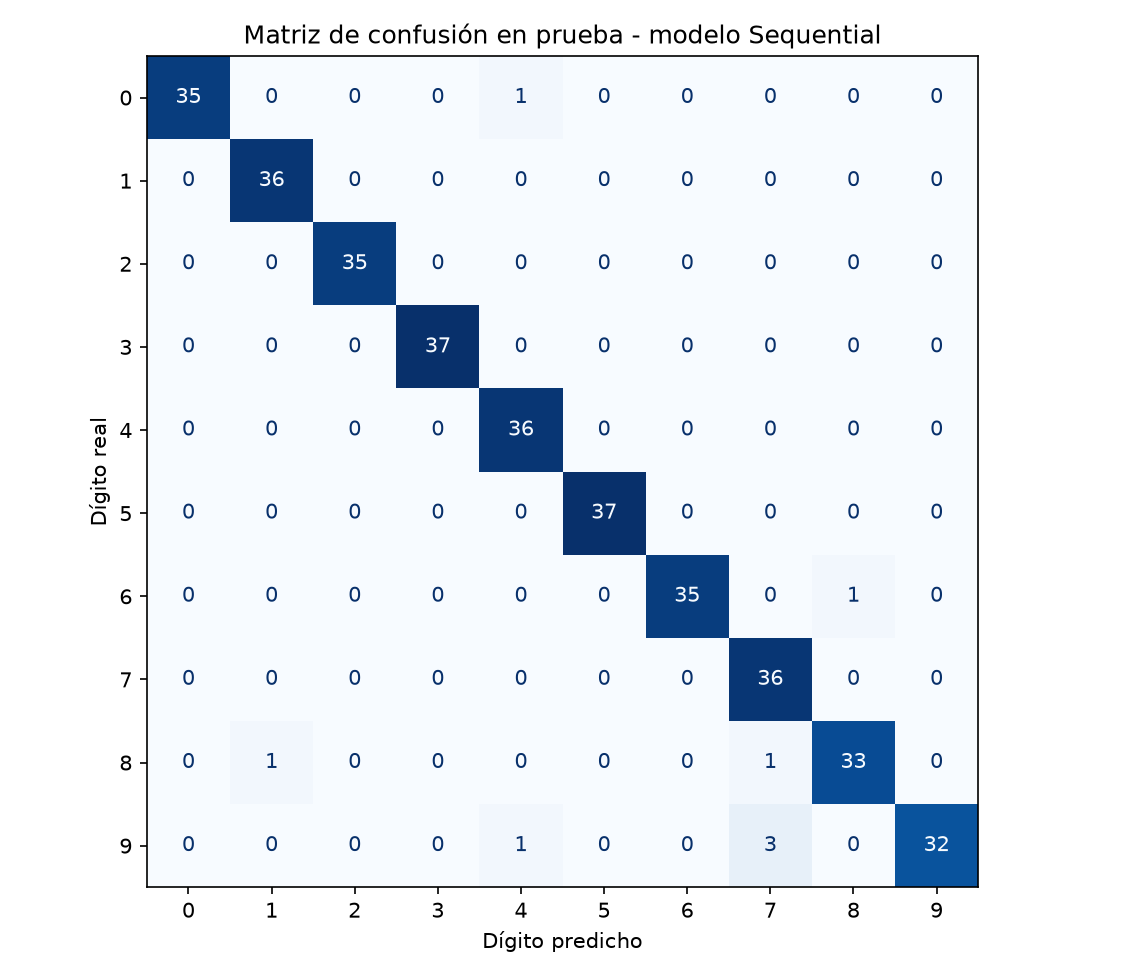 Matriz de confusión en prueba - modelo Sequential
0 35 0 0 0 1 0 0 0 0 0
1 0 36 0 0 0 0 0 0 0 0
2 0 0 35 0 0 0 0 0 0 0
3 0 0 0 37 0 0 0 0 0 0
4 0 0 0 0 36 0 0 0 0 0
Dígito real
5 0 0 0 0 0 37 0 0 0 0
6 0 0 0 0 0 0 35 0 1 0
7 0 0 0 0 0 0 0 36 0 0
8 0 1 0 0 0 0 0 1 33 0
9 0 0 0 0 1 0 0 3 0 32
0 1 2 3 4 5 6 7 8 9
Dígito predicho